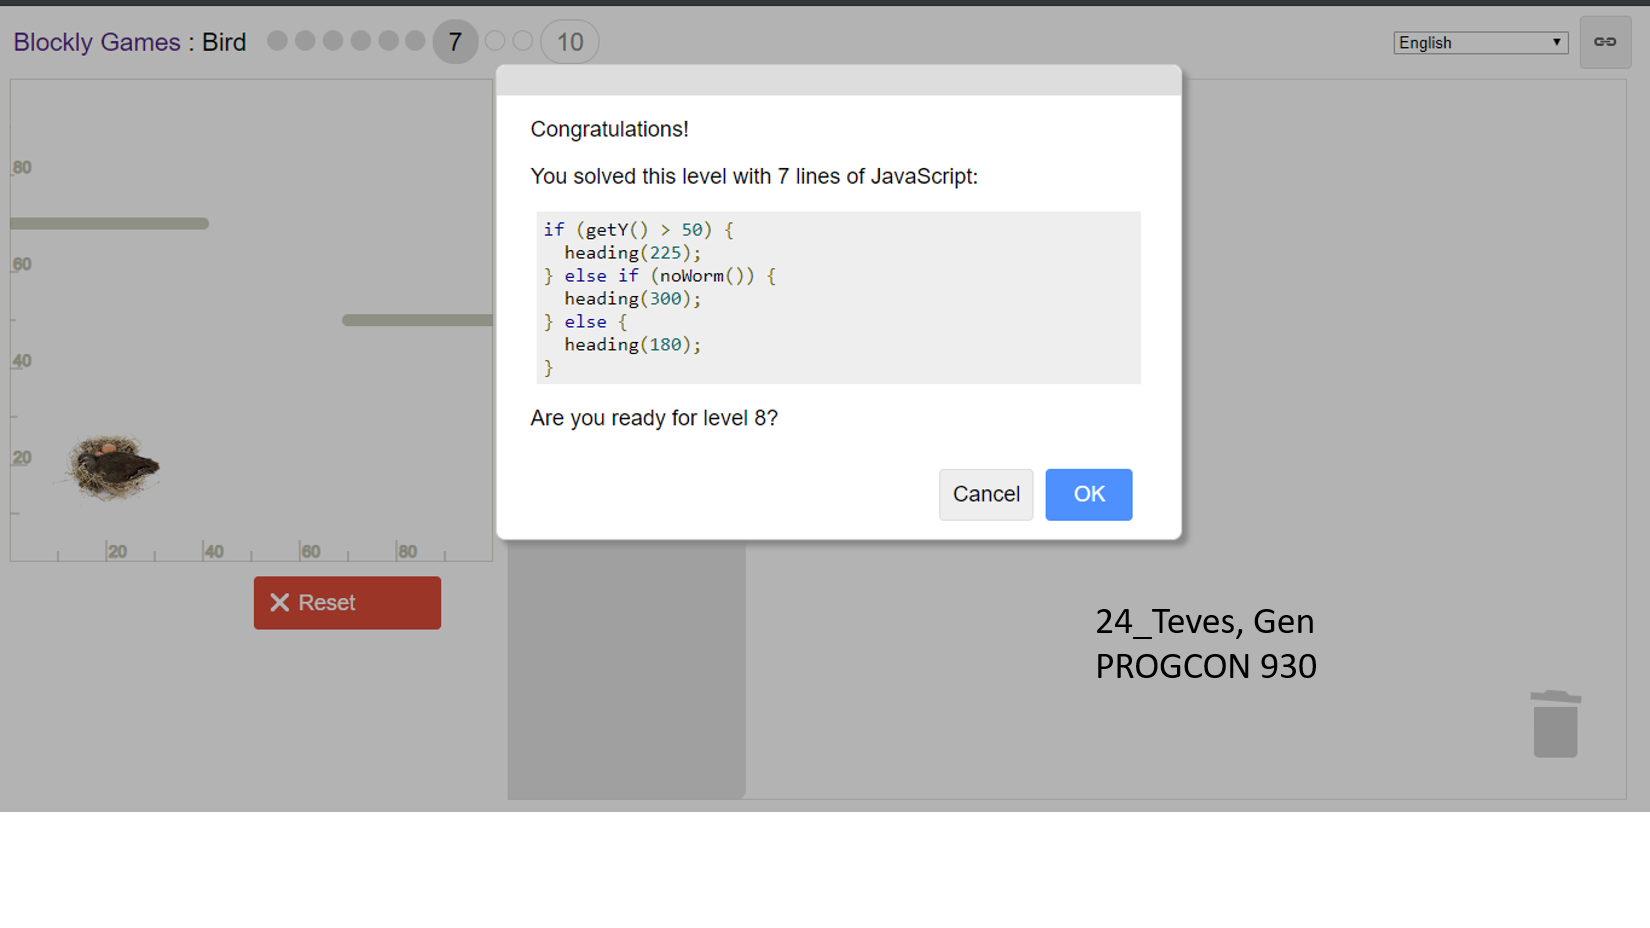 Blockly Games : Bird 7 10
English
80
60
40
20
20 40 60 80
Reset
Congratulations!
You solved this level with 7 lines of JavaScript:
if (getY() > 50) {
  heading(225);
} else if (noWorm()) {
  heading(300);
} else {
  heading(180);
}
Are you ready for level 8?
Cancel OK
24_Teves, Gen
PROGCON 930